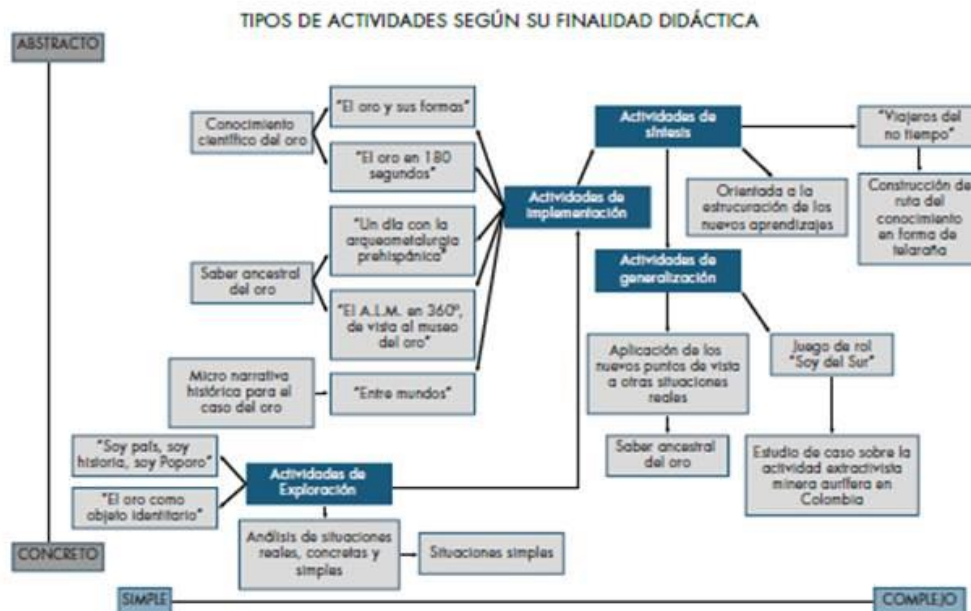 TIPOS DE ACTIVIDADES SEGÚN SU FINALIDAD DIDÁCTICA
ABSTRACTO
Conocimiento
científico del oro
"El oro y sus formas"
"El oro en 180
segundos"
Saber ancestral
del oro
"Un día con la
arqueometalurgia
prehispánica"
"El A.L.M. en 360º,
de vista al museo
del oro"
Micro narrativa
histórica para el
caso del oro
"Entre mundos"
Actividades de
implementación
Actividades de
síntesis
"Viajeros del
no tiempo"
Orientada a la
estrucuración de los
nuevos aprendizajes
Construcción de
ruta del
conocimiento
en forma de
telaraña
Actividades de
generalización
Aplicación de los
nuevos puntos de vista
a otras situaciones
reales
Saber ancestral
del oro
Juego de rol
"Soy del Sur"
Estudio de caso sobre la
actividad extractivista
minera aurífera en
Colombia
"Soy país, soy
historia, soy Poporo"
"El oro como
objeto identitario"
Actividades de
Exploración
Análisis de situaciones
reales, concretas y
simples
Situaciones simples
CONCRETO
SIMPLE
COMPLEJO